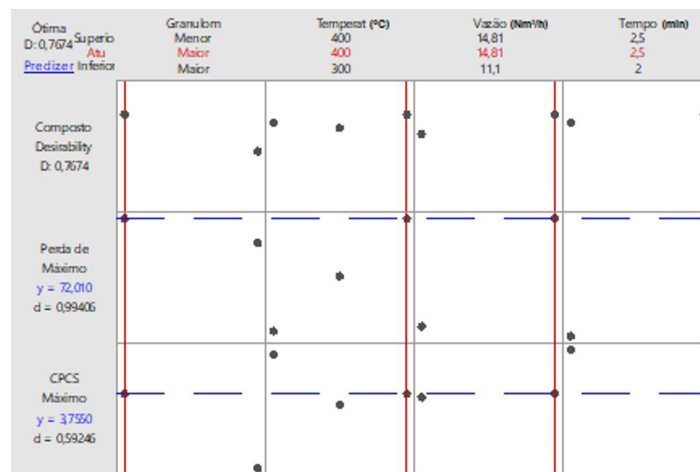 Ótima Granulom Temperat (ºC) Vazão (Nm³/h) Tempo (min)
D: 0,7674 Superio Menor 400 14,81 2,5
Atu Maior 400 14,81 2,5
Predizer Inferior Maior 300 11,1 2
Composto
Desirability
D: 0,7674
Perda de
Máximo
y = 72,010
d = 0,99406
CPCS
Máximo
y = 3,7550
d = 0,59246